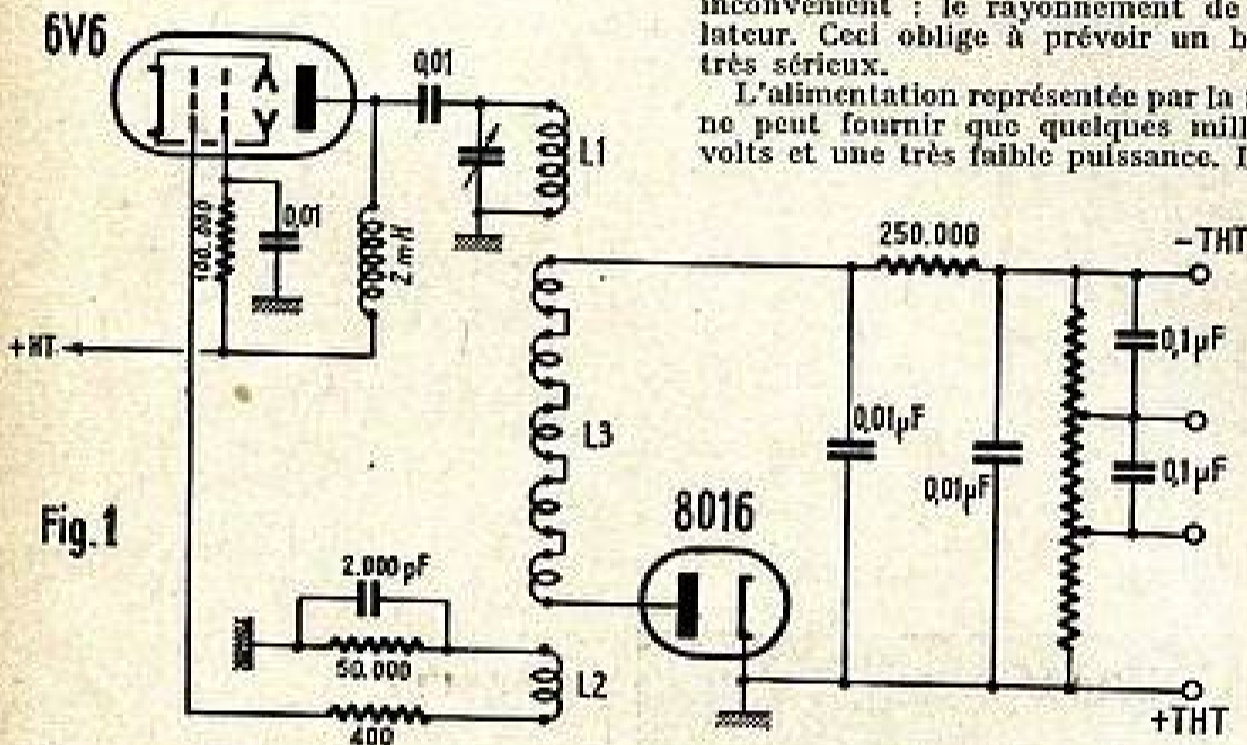 inconvénient : le rayonnement de
lateur. Ceci oblige à prévoir un b
très sérieux.
L'alimentation représentée par la
ne peut fournir que quelques mill
volts et une très faible puissance.
6V6
0,01
L1
100.000
0,01
2mH
+HT
250.000
-THT
0,1µF
L3
0,01µF
0,01µF
0,1µF
8016
Fig.1
2.000 pF
50.000
L2
400
+THT